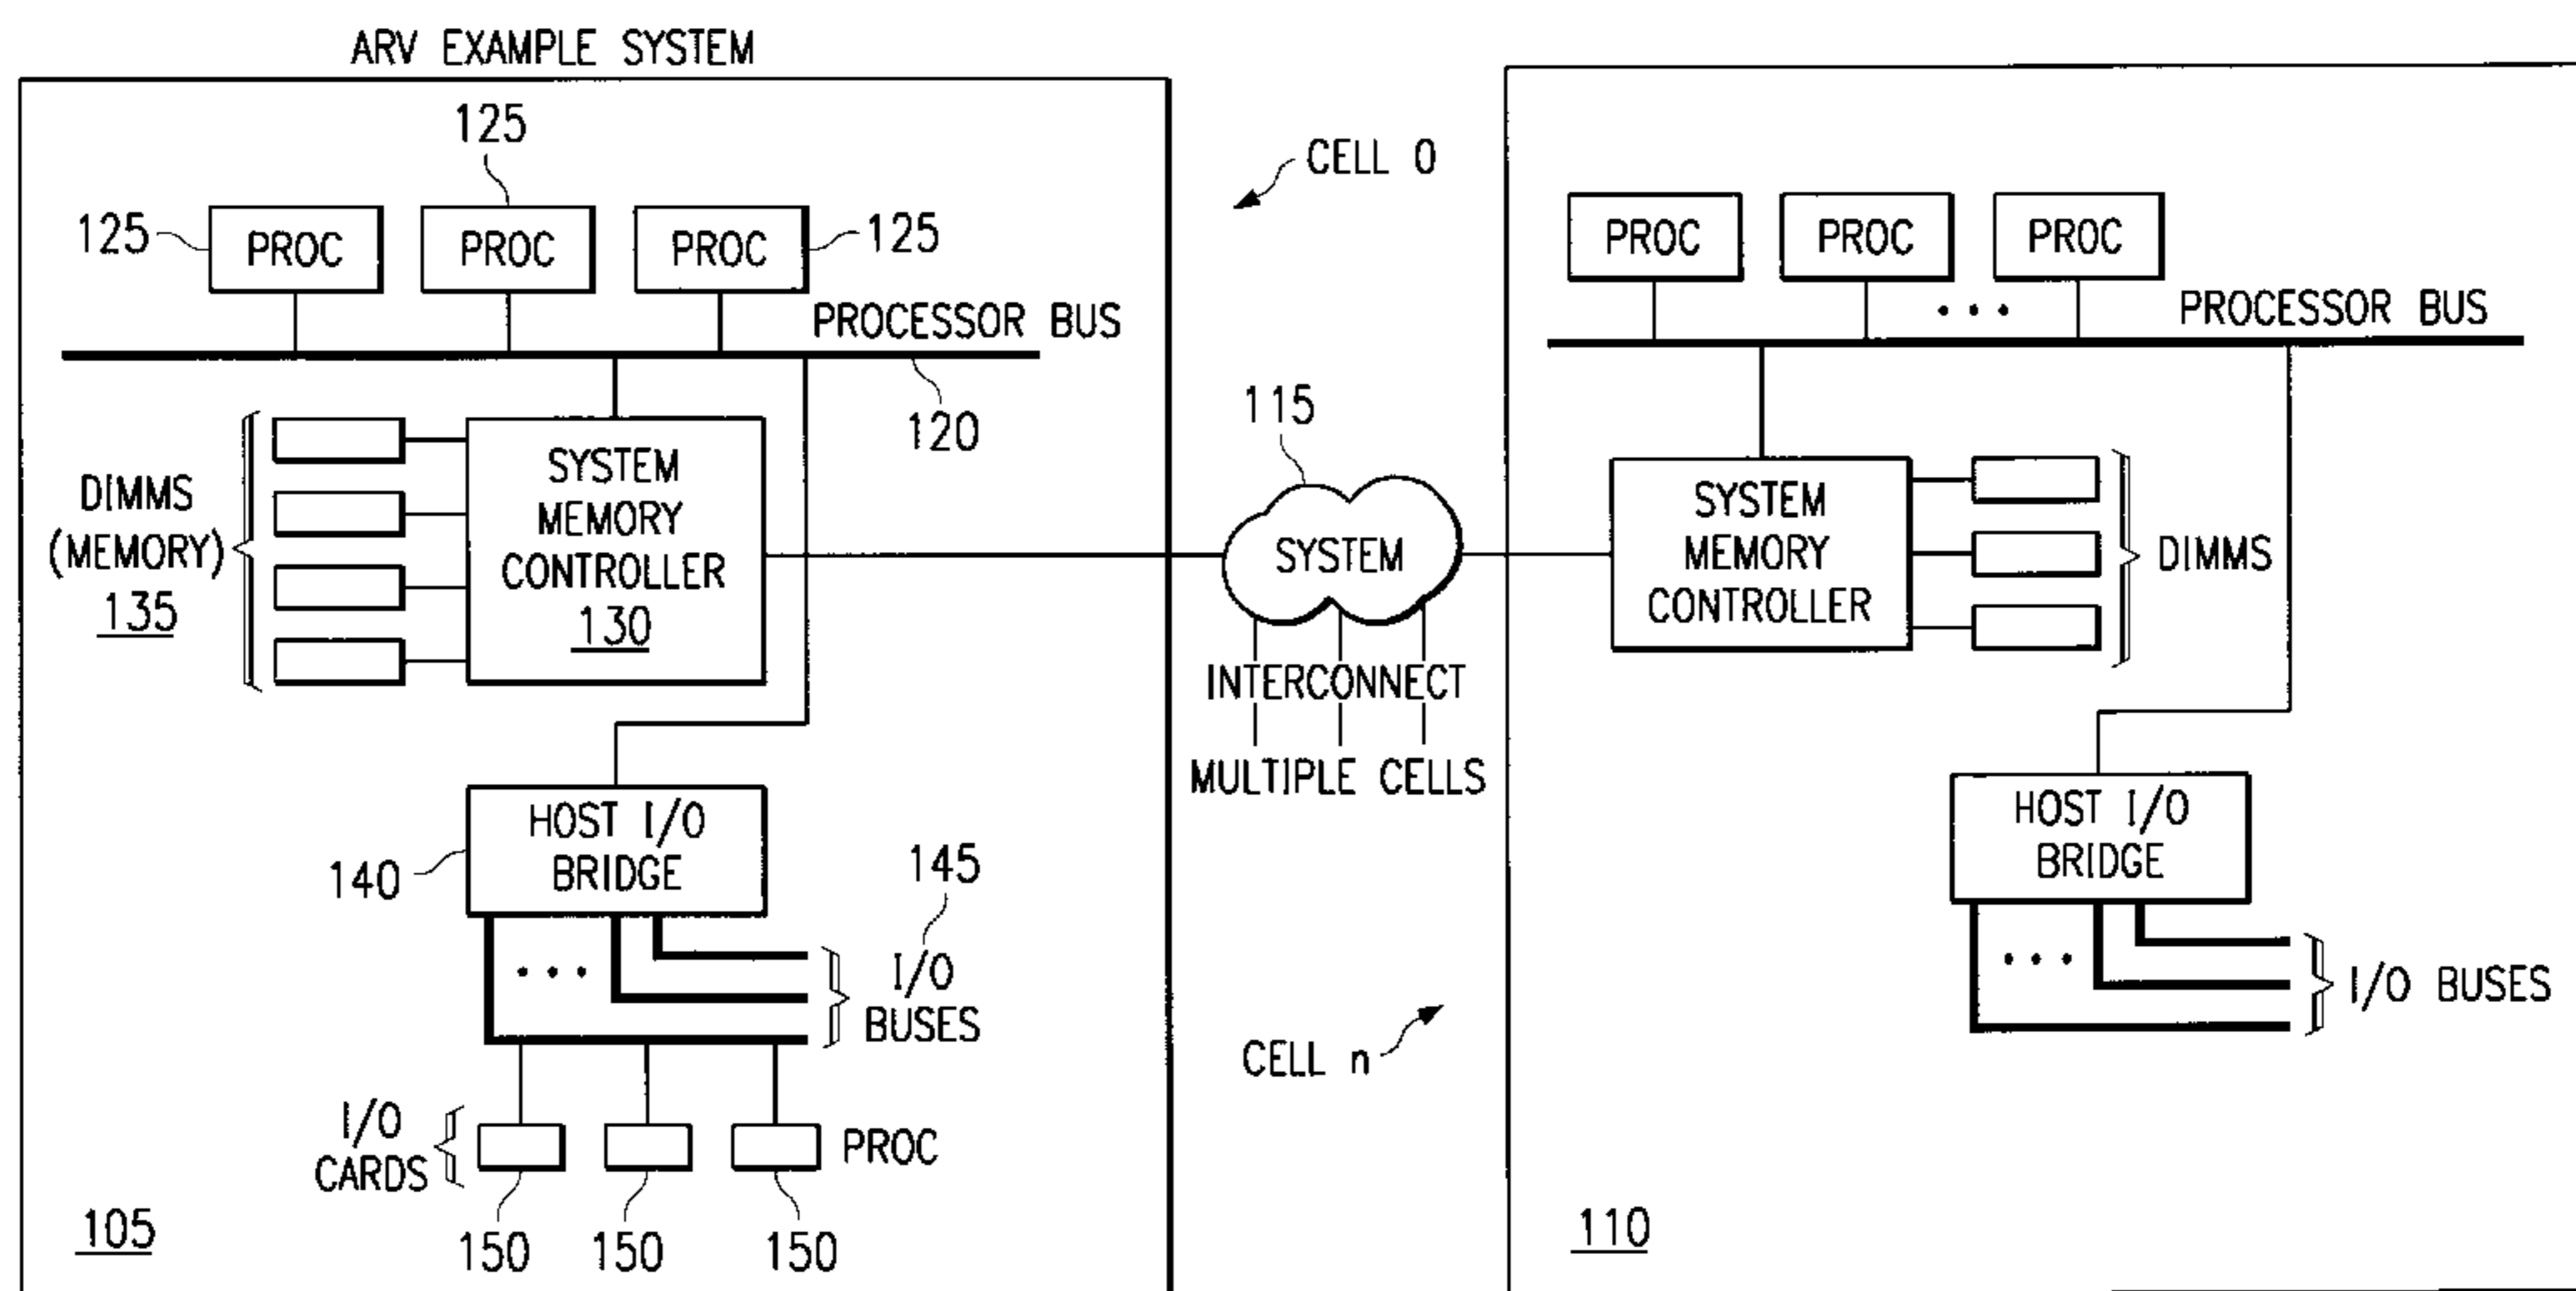 ARV EXAMPLE SYSTEM
125
125
PROC
PROC
PROC
125
PROCESSOR BUS
120
DIMMS
(MEMORY)
135
SYSTEM
MEMORY
CONTROLLER
130
HOST I/O
BRIDGE
140
145
I/O
BUSES
I/O
CARDS
PROC
150
150
150
105
CELL 0
115
SYSTEM
INTERCONNECT
MULTIPLE CELLS
CELL n
PROC
PROC
PROC
PROCESSOR BUS
SYSTEM
MEMORY
CONTROLLER
DIMMS
HOST I/O
BRIDGE
I/O BUSES
110